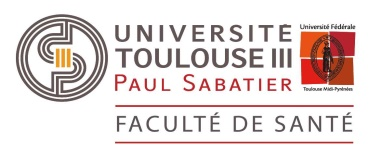 UNIVERSITÉ
TOULOUSE III
PAUL SABATIER
Université Fédérale
Toulouse Midi-Pyrénées
FACULTÉ DE SANTÉ